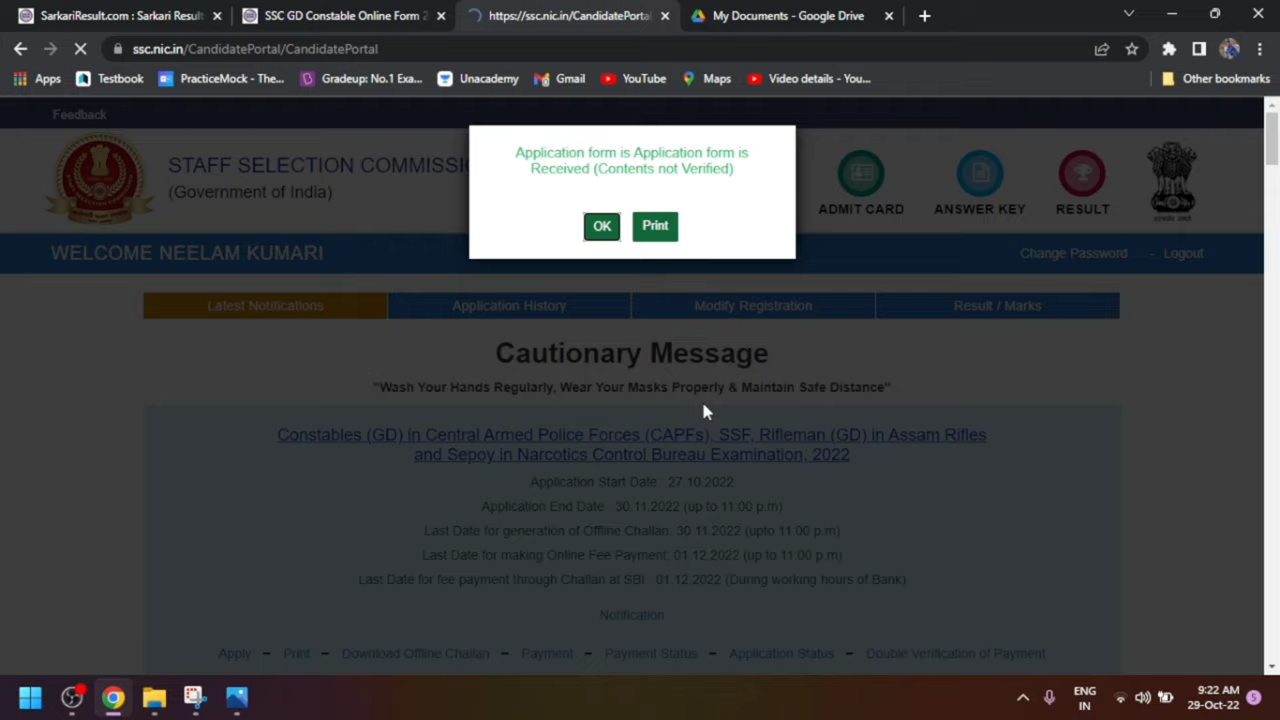 SarkariResult.com : Sarkari Resul
SSC GD Constable Online Form 2
https://ssc.nic.in/CandidatePorta
My Documents - Google Drive
ssc.nic.in/CandidatePortal/CandidatePortal
Apps
Testbook
PracticeMock - The...
Gradeup: No.1 Exa...
Unacademy
Gmail
YouTube
Maps
Video details - You...
Other bookmarks
Feedback
STAFF SELECTION COMMISSI
(Government of India)
Application form is Application form is
Received (Contents not Verified)
OK
Print
ADMIT CARD
ANSWER KEY
RESULT
WELCOME NEELAM KUMARI
Change Password - Logout
Latest Notifications
Application History
Modify Registration
Result / Marks
Cautionary Message
"Wash Your Hands Regularly, Wear Your Masks Properly & Maintain Safe Distance"
Constables (GD) in Central Armed Police Forces (CAPFs), SSF, Rifleman (GD) in Assam Rifles
and Sepoy in Narcotics Control Bureau Examination, 2022
Application Start Date : 27.10.2022
Application End Date : 30.11.2022 (up to 11:00 p.m)
Last Date for generation of Offline Challan: 30.11.2022 (upto 11:00 p.m)
Last Date for making Online Fee Payment: 01.12.2022 (up to 11:00 p.m)
Last Date for fee payment through Challan at SBI : 01.12.2022 (During working hours of Bank)
Notification
Apply – Print – Download Offline Challan – Payment – Payment Status – Application Status – Double Verification of Payment
ENG
IN
9:22 AM
29-Oct-22
5